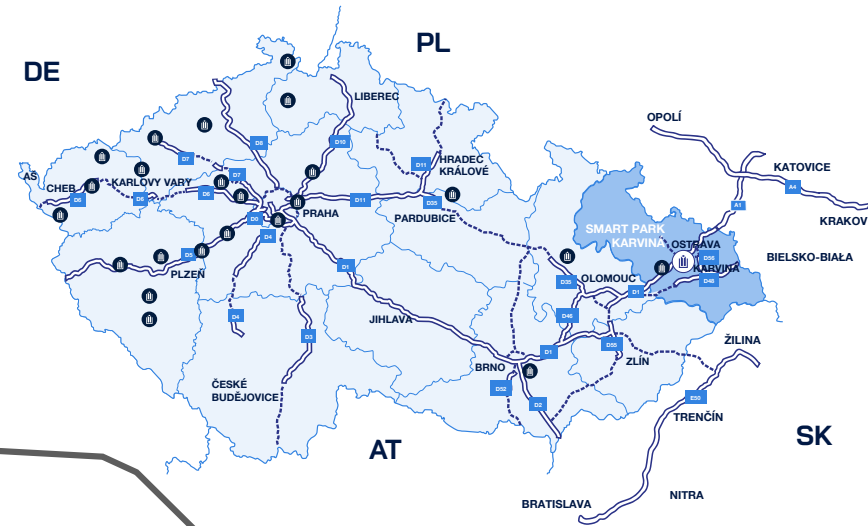 PL
DE
LIBEREC
OPOLÍ
D8
D10
D7
D11
HRADEC
KRÁLOVÉ
KATOVICE
AŠ
CHEB
KARLOVY VARY
D7
A4
D6
D6
D6
D11
D35
A1
KRAKOV
PRAHA
PARDUBICE
D0
D4
SMART PARK
KARVINÁ
OSTRAVA
D5
D1
PLZEŇ
D56
BIELSKO-BIAŁA
KARVINÁ
D48
D35
OLOMOUC
D1
D4
JIHLAVA
D46
D3
D1
D55
ŽILINA
BRNO
ZLÍN
ČESKÉ
BUDĚJOVICE
D52
D2
E50
TRENČÍN
AT
SK
BRATISLAVA
NITRA